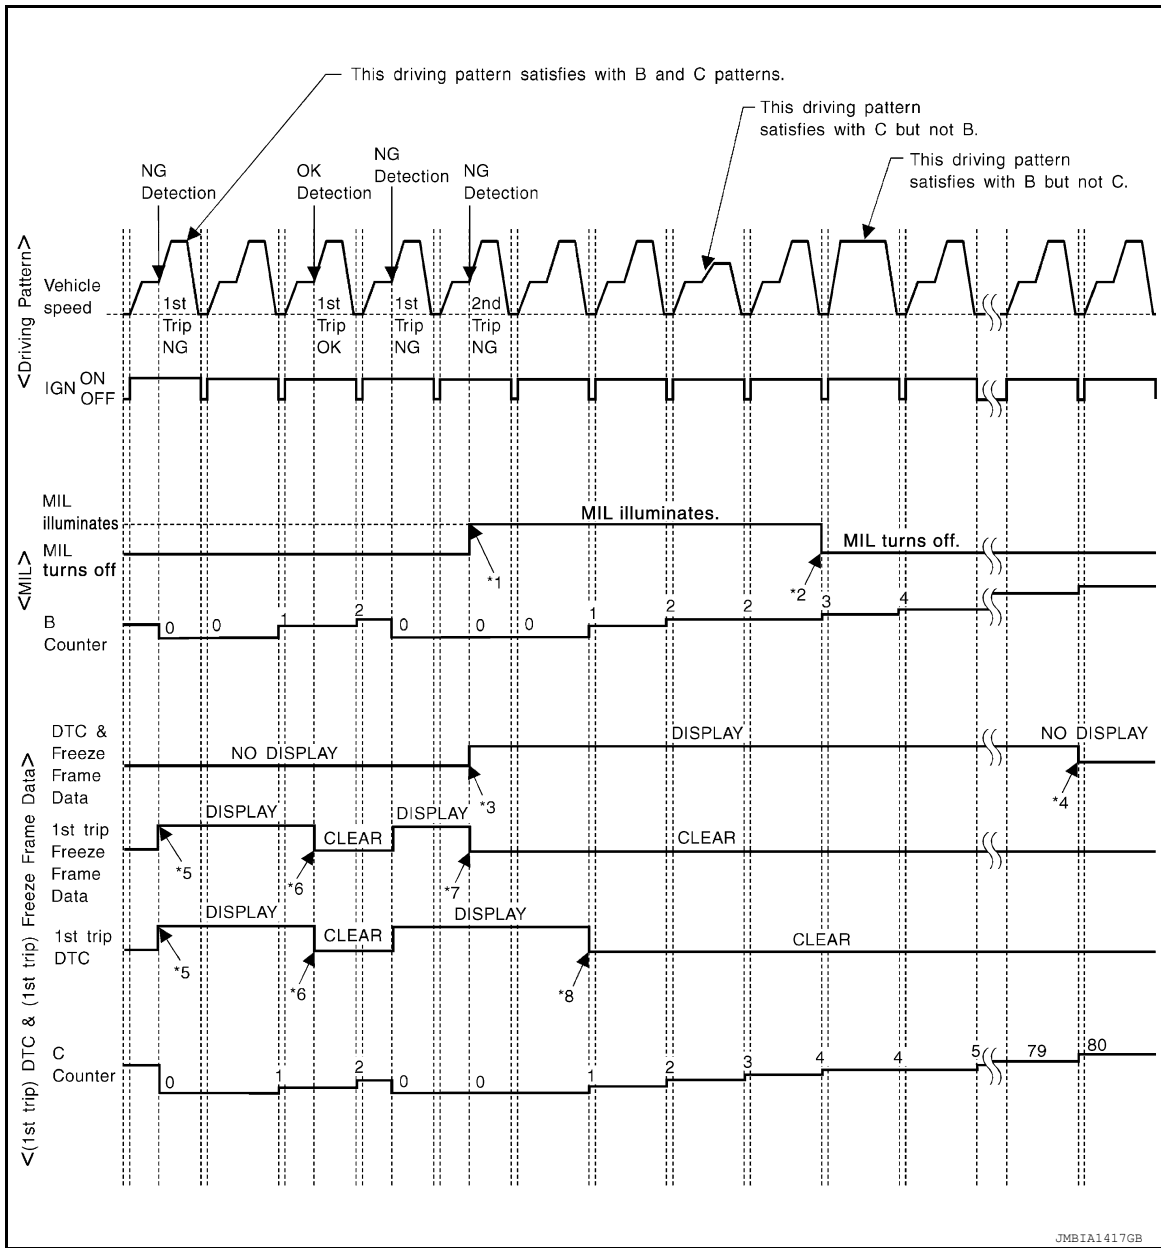 This driving pattern satisfies with B and C patterns.
This driving pattern
satisfies with C but not B.
This driving pattern
satisfies with B but not C.
NG
Detection
OK
Detection
NG
Detection
NG
Detection
<Driving Pattern>
Vehicle
speed
1st
Trip
NG
1st
Trip
OK
1st
Trip
NG
2nd
Trip
NG
IGN ON
OFF
<MIL>
MIL
illuminates
MIL illuminates.
MIL
turns off
MIL turns off.
*1
*2
B
Counter
0 0 1 2 0 0 0 1 2 2 3 4
<(1st trip) DTC & (1st trip) Freeze Frame Data>
DTC &
Freeze
Frame
Data
NO DISPLAY
DISPLAY
NO DISPLAY
*3
*4
1st trip
Freeze
Frame
Data
DISPLAY
CLEAR
DISPLAY
CLEAR
*5
*6
*7
1st trip
DTC
DISPLAY
CLEAR
DISPLAY
CLEAR
*5
*6
*8
C
Counter
0 1 2 0 0 1 2 3 4 4 5 79 80
JMBIA1417GB